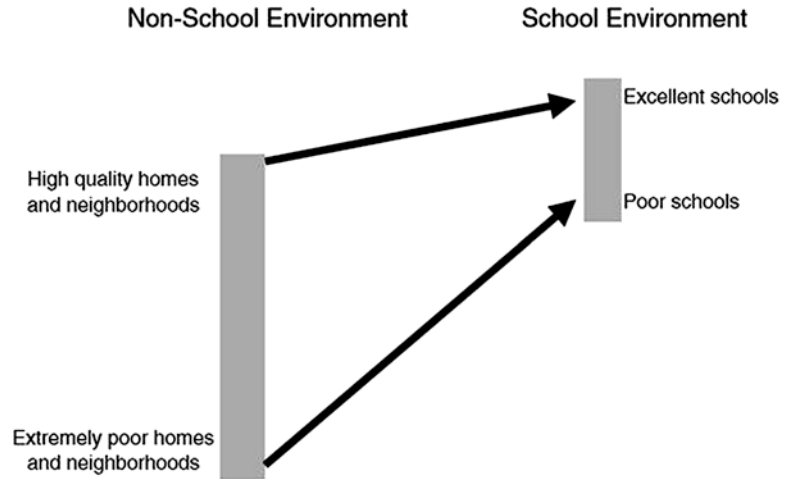 Non-School Environment
School Environment
Excellent schools
High quality homes
and neighborhoods
Poor schools
Extremely poor homes
and neighborhoods